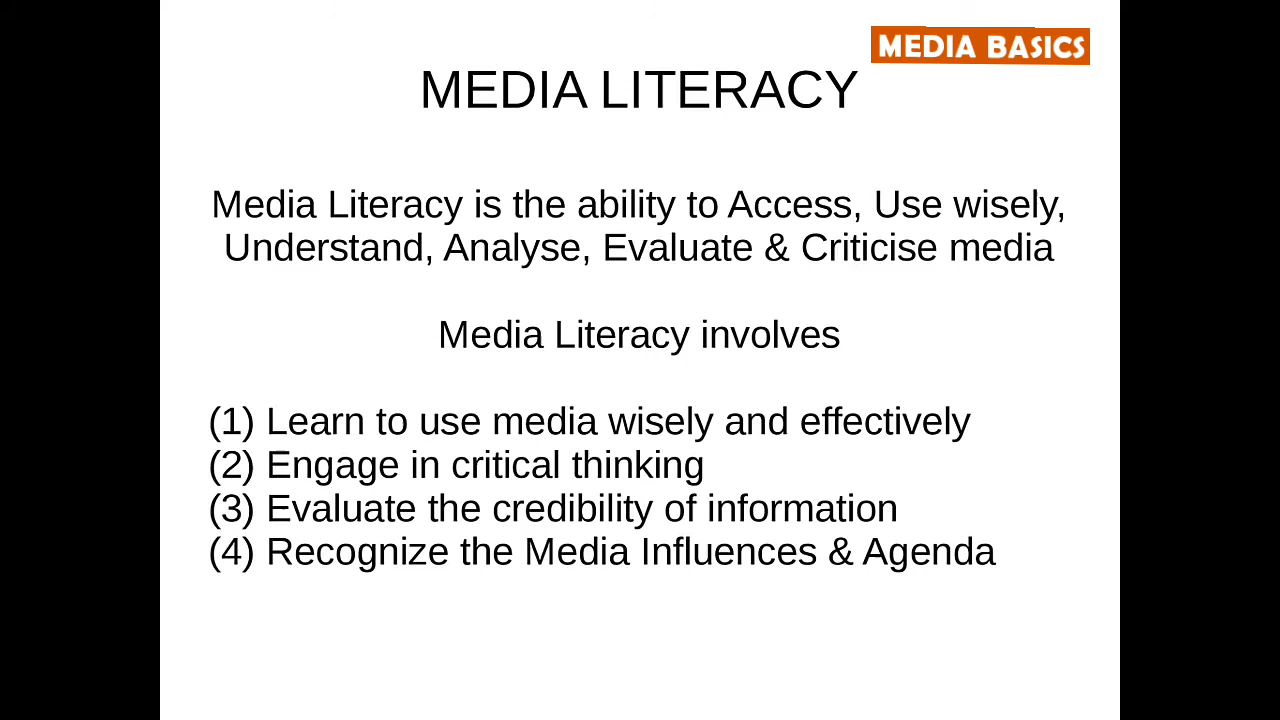 MEDIA BASICS
MEDIA LITERACY
Media Literacy is the ability to Access, Use wisely,
Understand, Analyse, Evaluate & Criticise media
Media Literacy involves
(1) Learn to use media wisely and effectively
(2) Engage in critical thinking
(3) Evaluate the credibility of information
(4) Recognize the Media Influences & Agenda